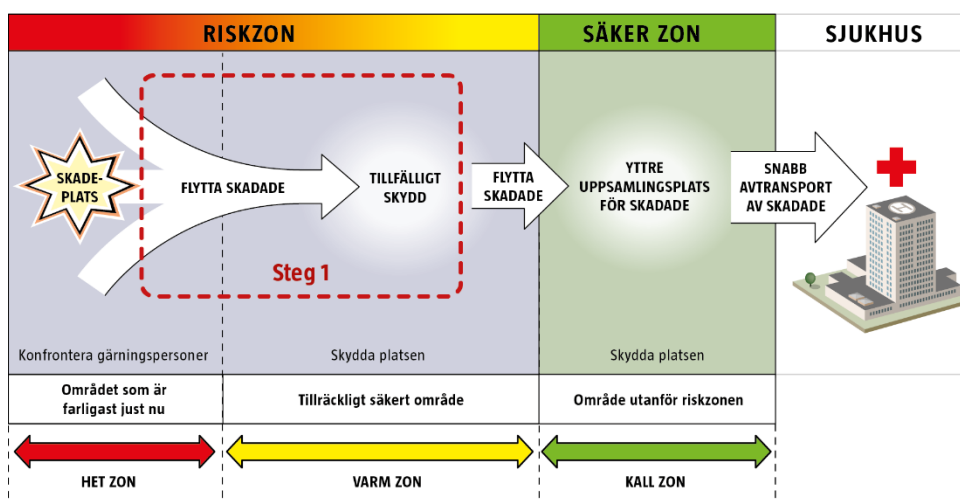 RISKZON
SÄKER ZON
SJUKHUS
SKADE-
PLATS
FLYTTA SKADADE
TILLFÄLLIGT
SKYDD
FLYTTA
SKADADE
YTTRE
UPPSAMLINGSPLATS
FÖR SKADADE
SNABB
AVTRANSPORT
AV SKADADE
H
Steg 1
Konfrontera gärningspersoner
Skydda platsen
Skydda platsen
Området som är
farligast just nu
Tillräckligt säkert område
Område utanför riskzonen
HET ZON
VARM ZON
KALL ZON